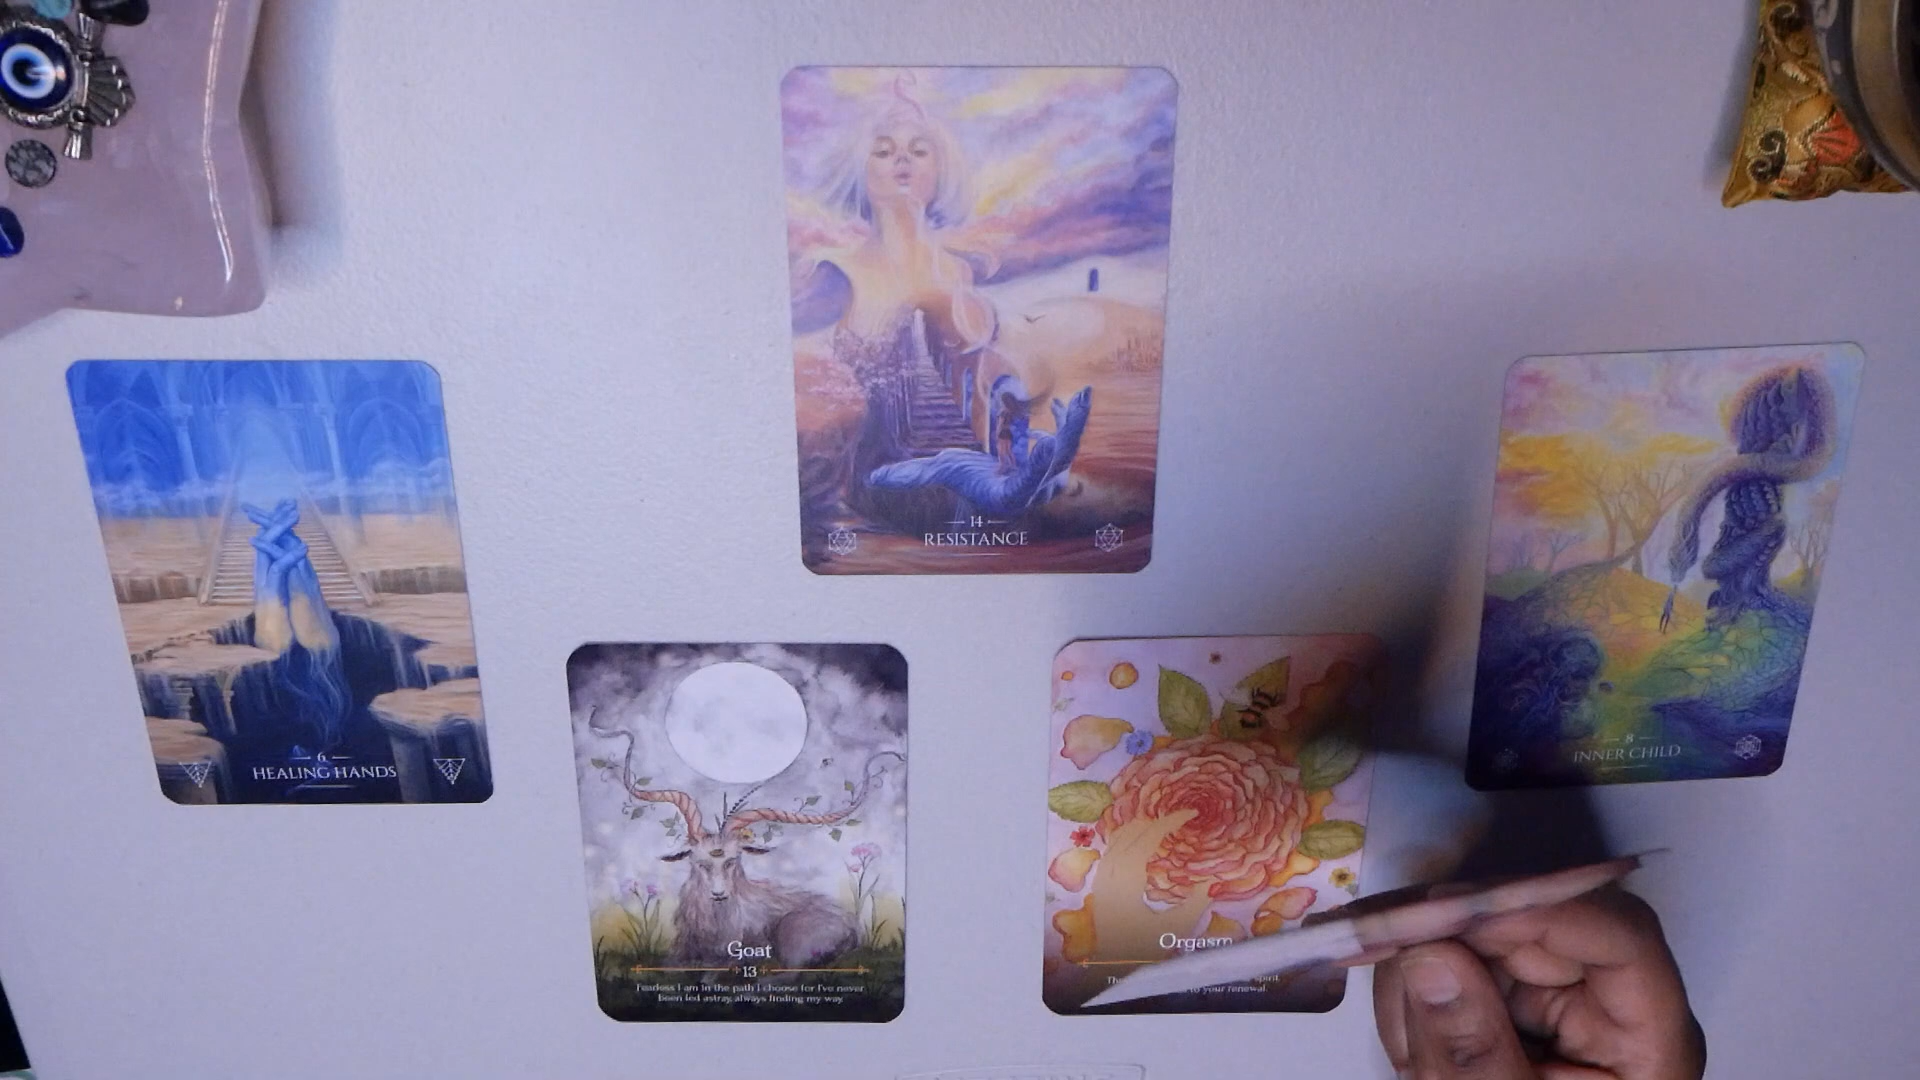 14
RESISTANCE
6
HEALING HANDS
8
INNER CHILD
Goat
13
Fearless I am in the path I choose for I've never
been led astray, always finding my way.
Orgasm
spirit
to your renewal.